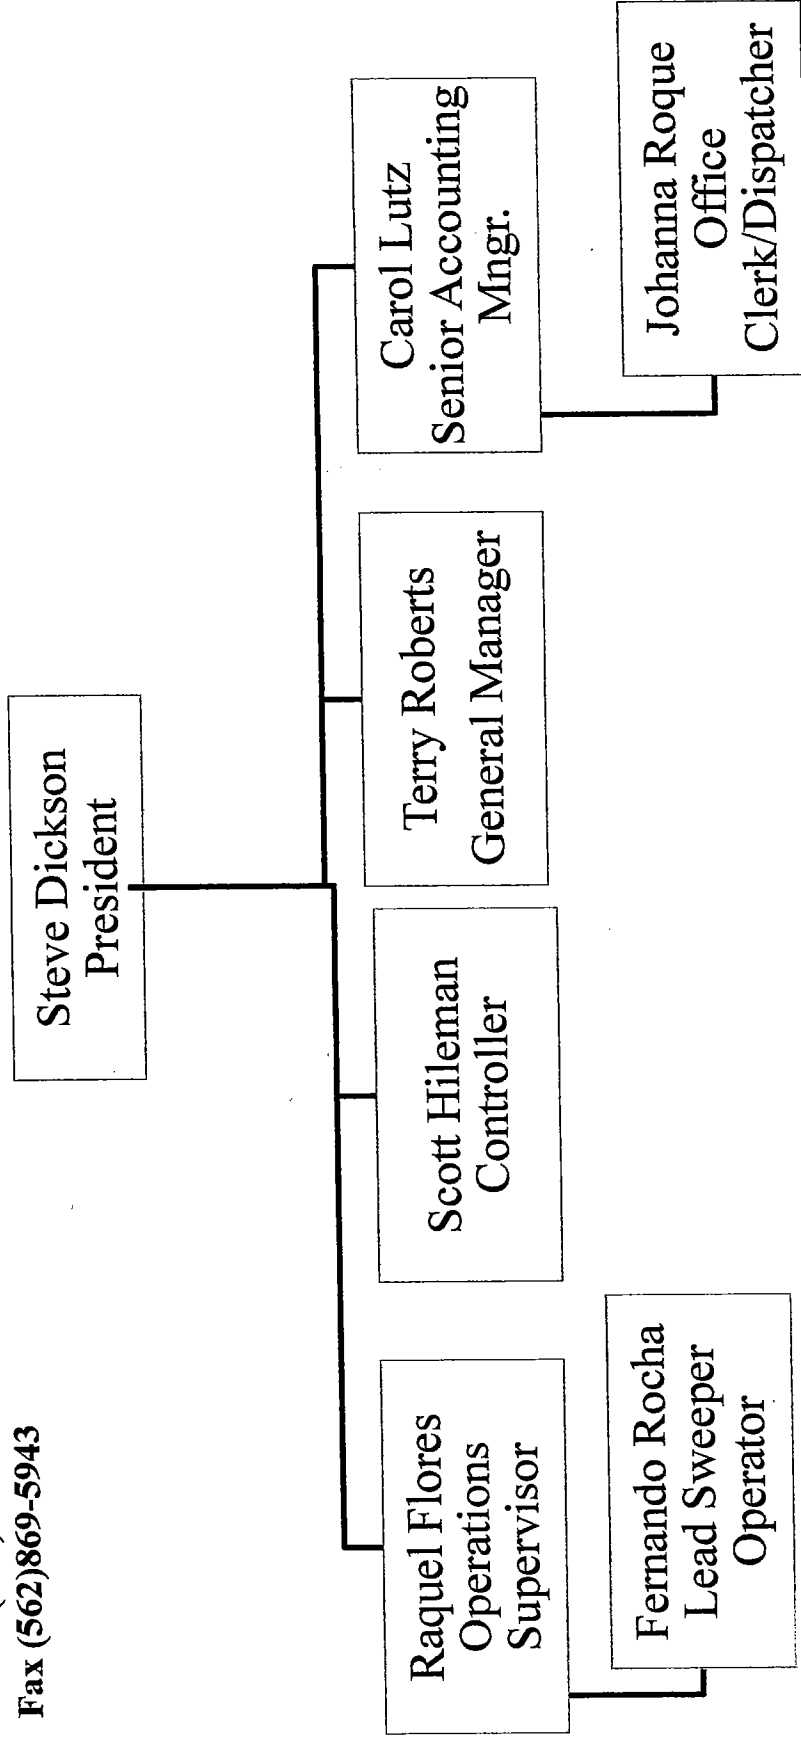 Fax (562)869-5943
Steve Dickson
President
Raquel Flores
Operations
Supervisor
Scott Hileman
Controller
Terry Roberts
General Manager
Carol Lutz
Senior Accounting
Mngr.
Fernando Rocha
Lead Sweeper
Operator
Johanna Roque
Office
Clerk/Dispatcher